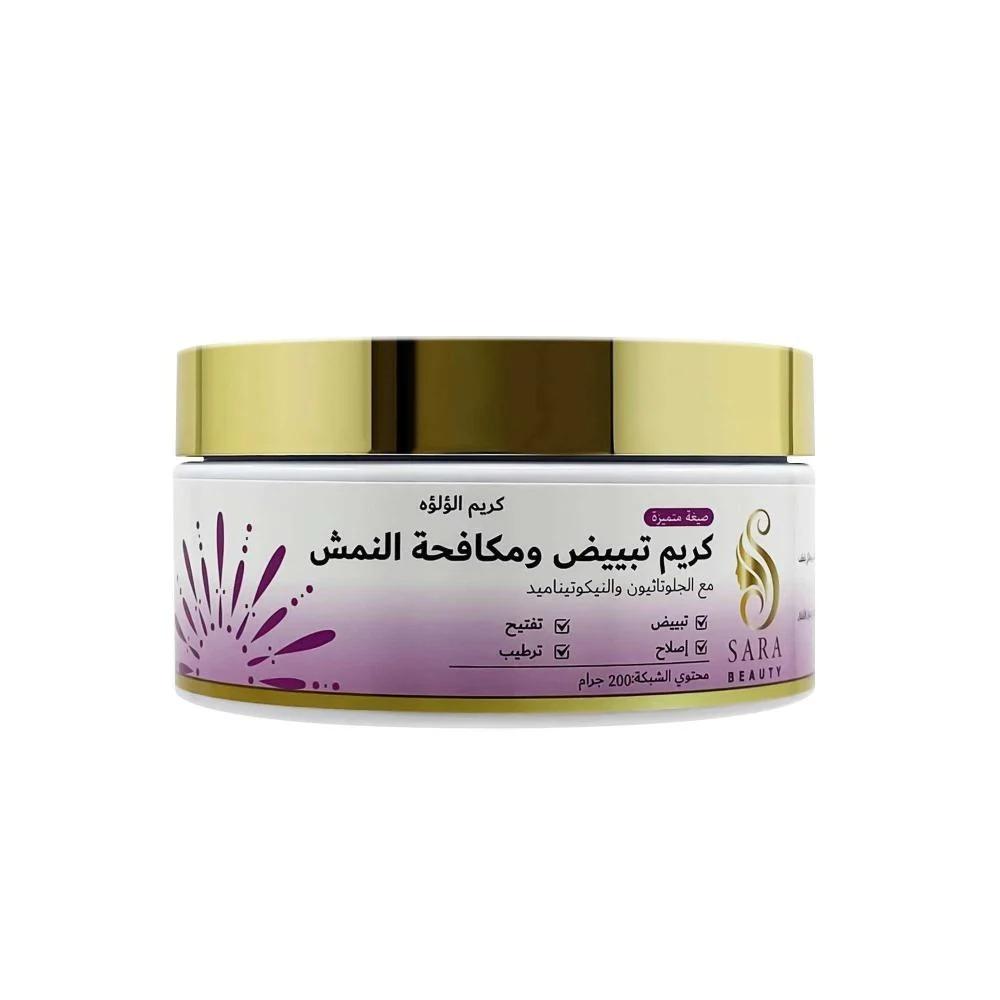 كريم الؤلؤه
صيغة متميزة
كريم تبييض ومكافحة النمش
مع الجلوتاثيون والنيكوتيناميد
تبييض
تفتيح
إصلاح
ترطيب
محتوي الشبكة:200 جرام
SARA
BEAUTY